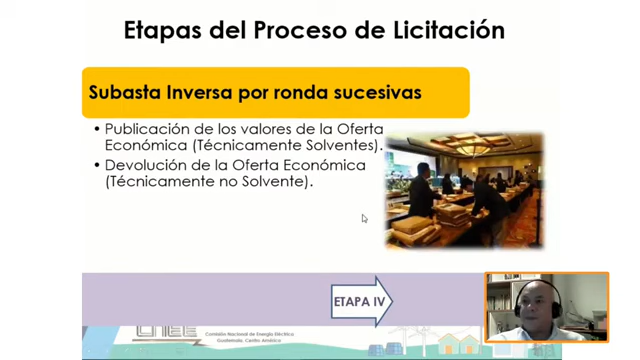 Etapas del Proceso de Licitación
Subasta Inversa por ronda sucesivas
• Publicación de los valores de la Oferta
Económica (Técnicamente Solventes).
• Devolución de la Oferta Económica
(Técnicamente no Solvente).
ETAPA IV
CNEE
Comisión Nacional de Energía Eléctrica
Guatemala, Centro América